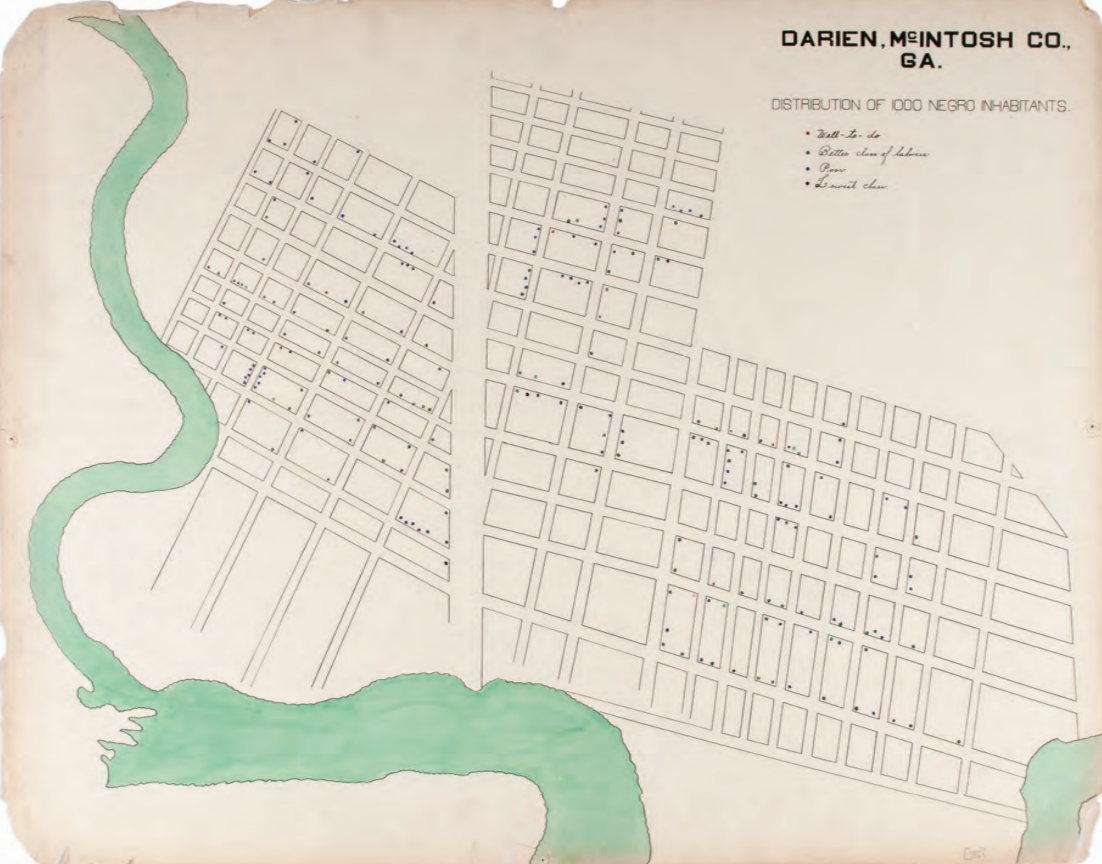 DARIEN, McINTOSH CO.,
GA.
DISTRIBUTION OF 1000 NEGRO INHABITANTS.
Well-to-do
Better class of laborers
Poor
Lowest class